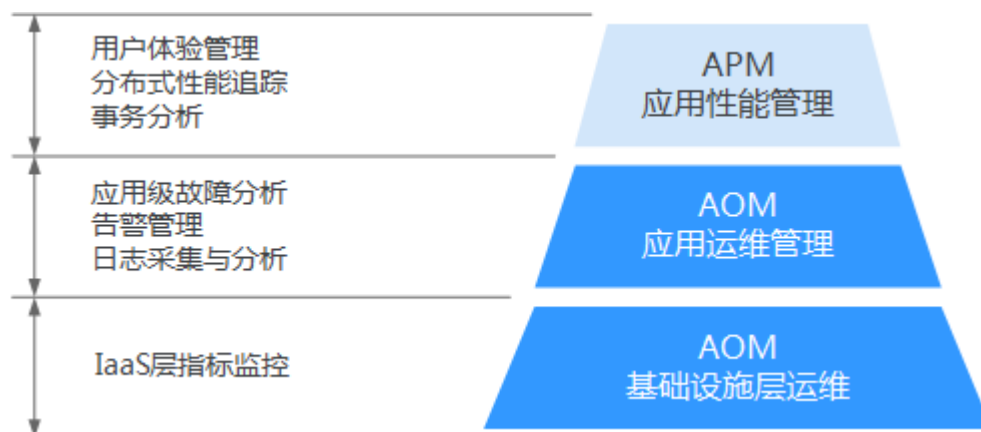 用户体验管理
分布式性能追踪
事务分析
APM
应用性能管理
应用级故障分析
告警管理
日志采集与分析
AOM
应用运维管理
IaaS层指标监控
AOM
基础设施层运维